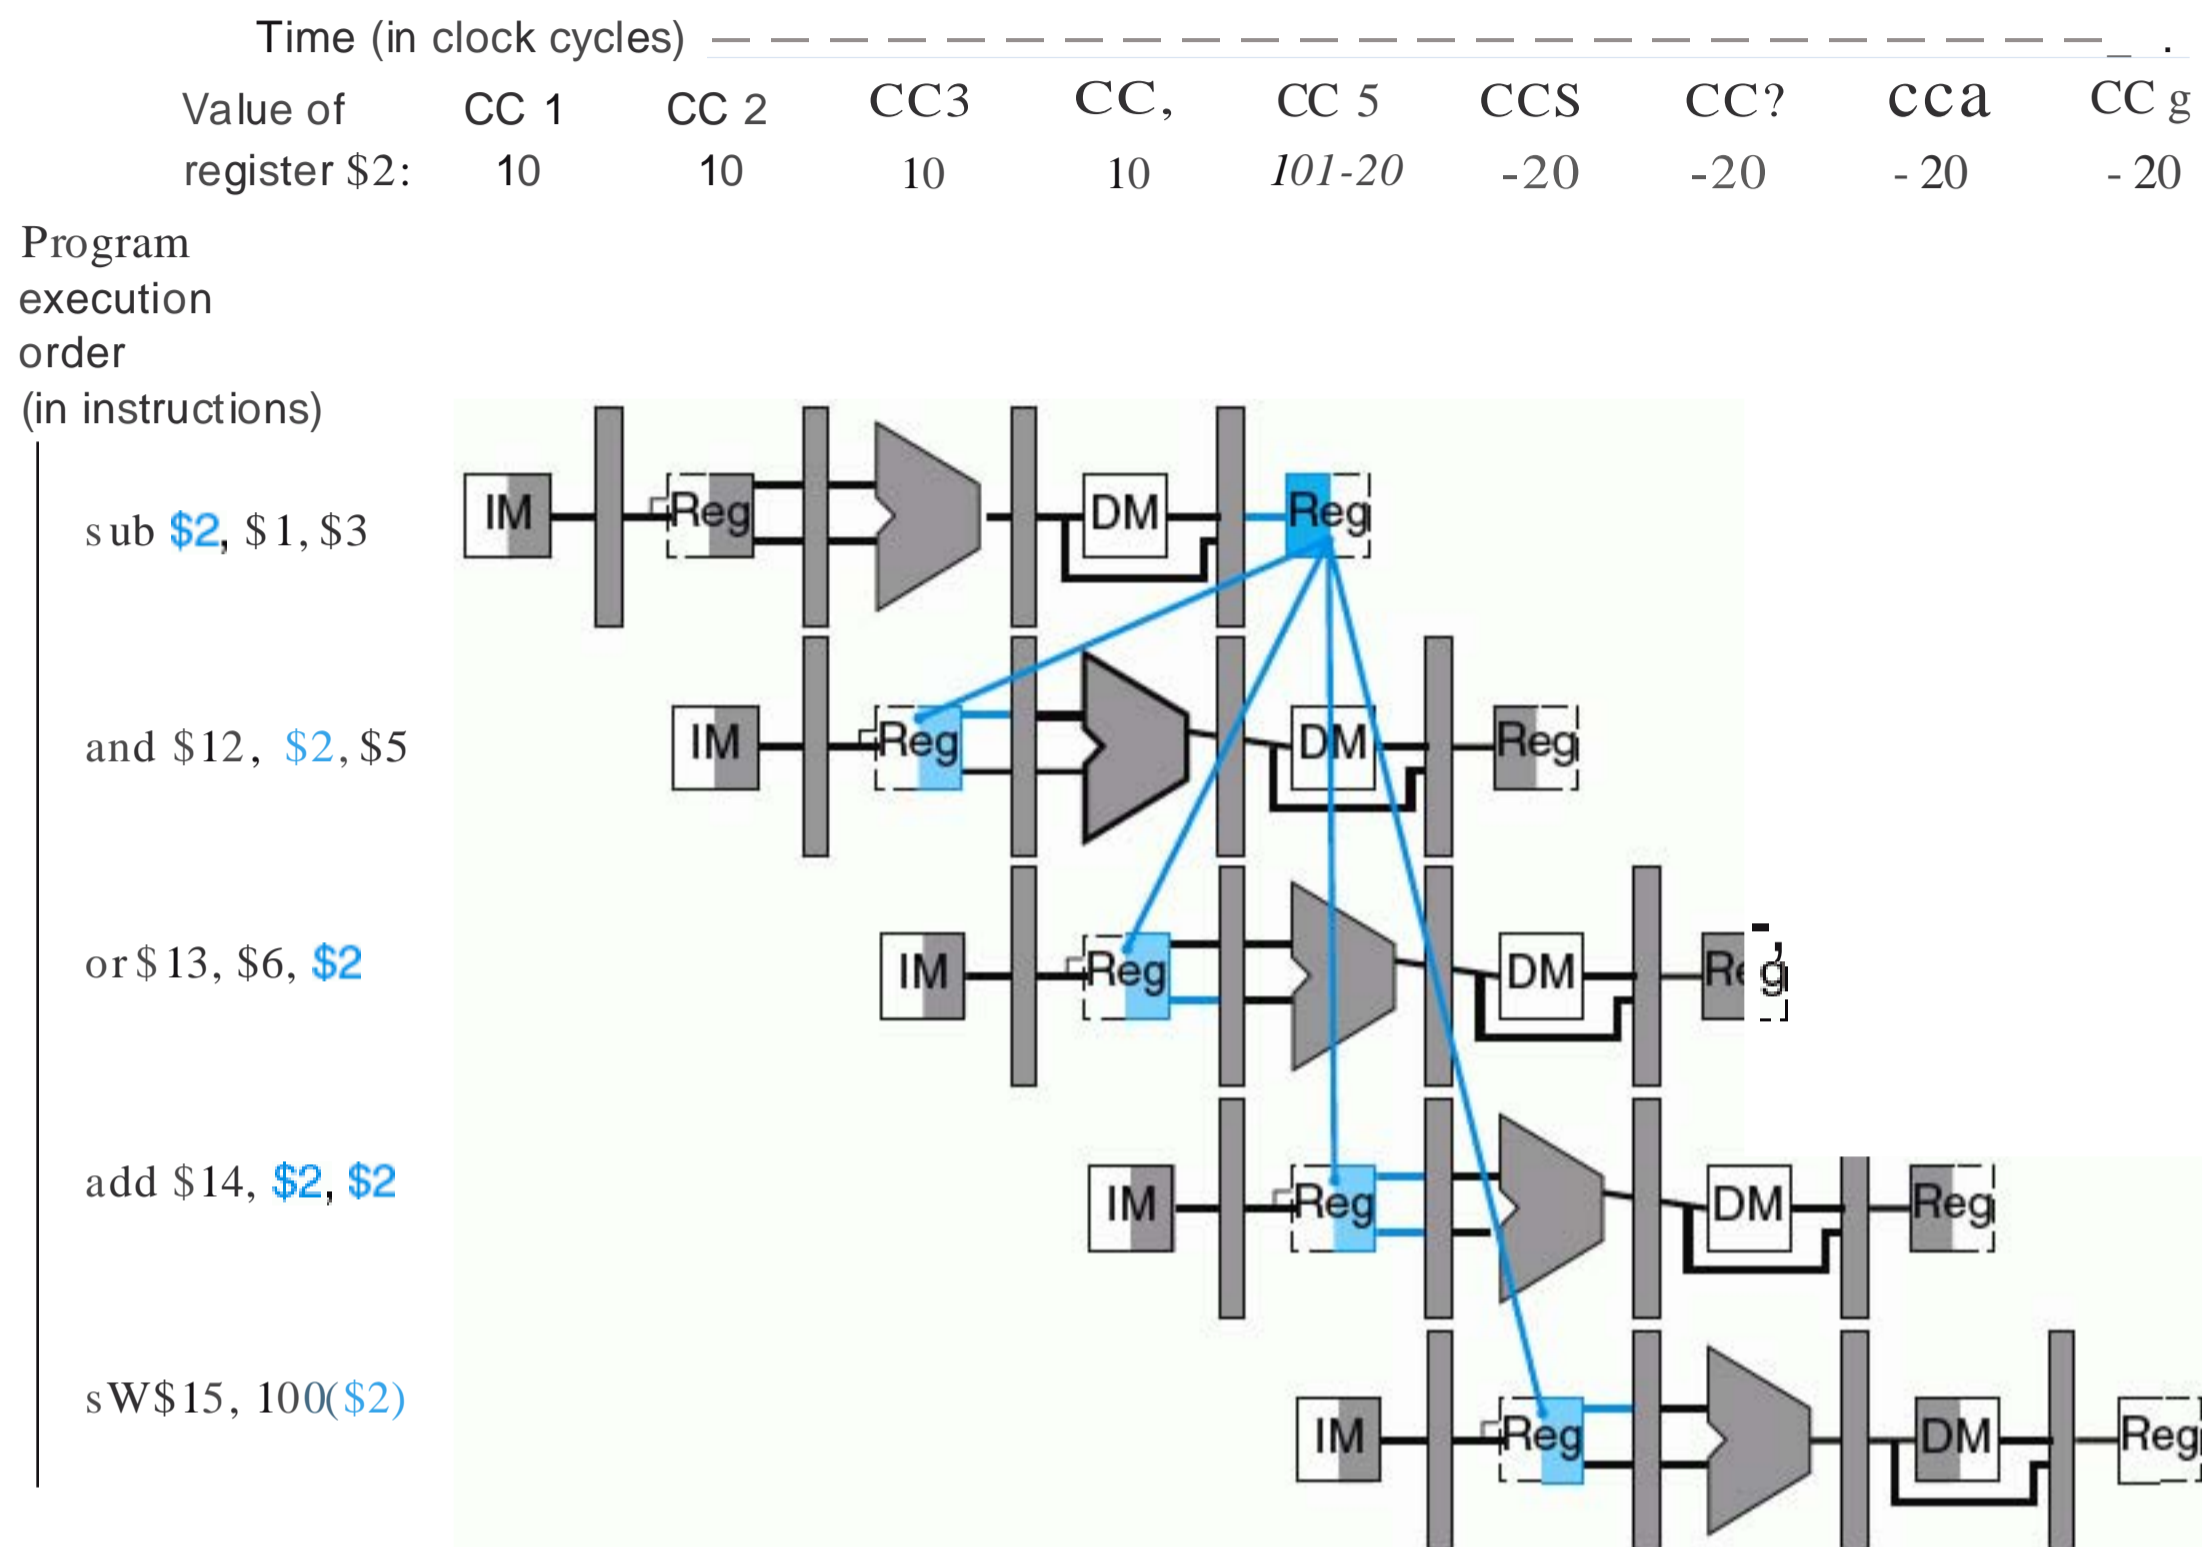 Time (in clock cycles)
Value of CC 1 CC 2 CC3 CC, CC 5 CCS CC? cca CC g
register $2: 10 10 10 10 101-20 -20 -20 - 20 - 20
Program
execution
order
(in instructions)
sub $2, $1, $3
IM Reg DM Reg
and $12, $2, $5
IM Reg DM Reg
or $13, $6, $2
IM Reg DM Reg
add $14, $2, $2
IM Reg DM Reg
sW$15, 100($2)
IM Reg DM Reg